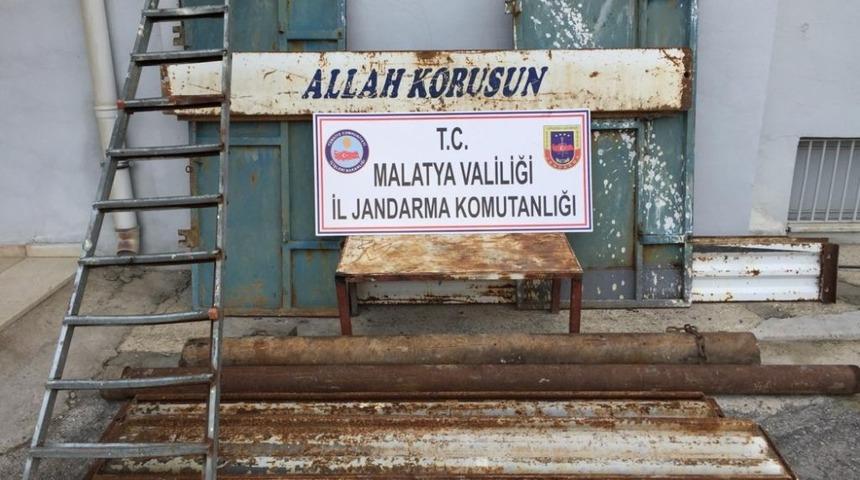 ALLAH KORUSUN
T.C.
MALATYA VALİLİĞİ
İL JANDARMA KOMUTANLIĞI